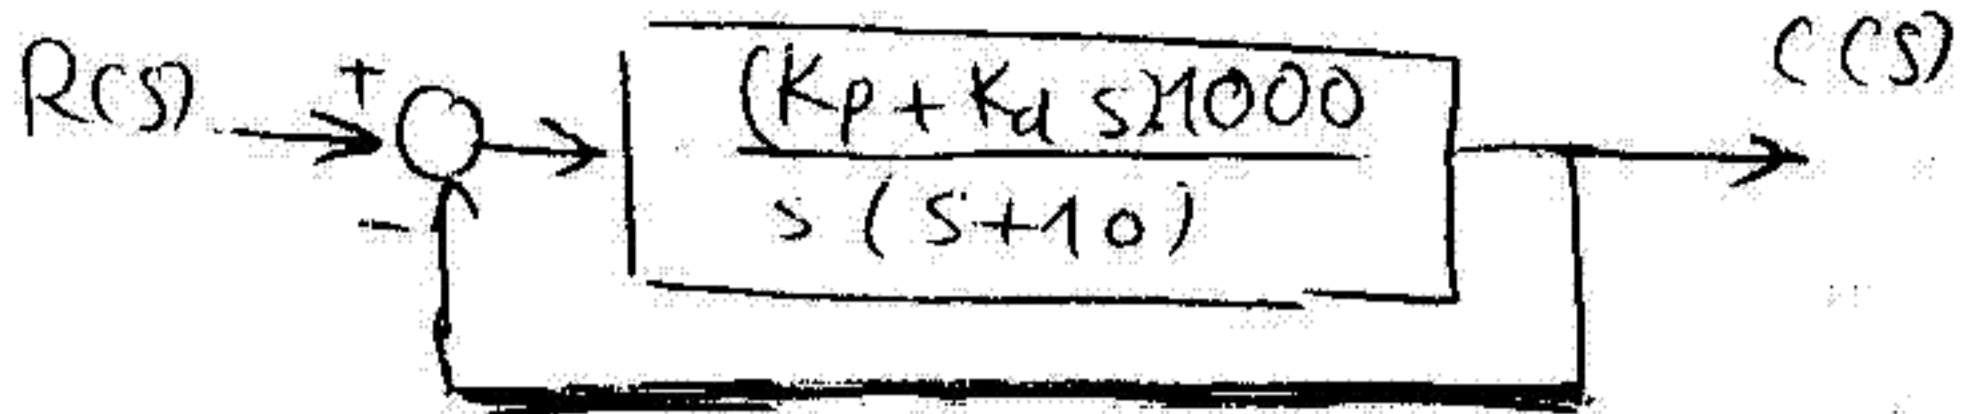 R(S)
+
-
(Kp + Kd s)1000
s (S+10)
C(S)